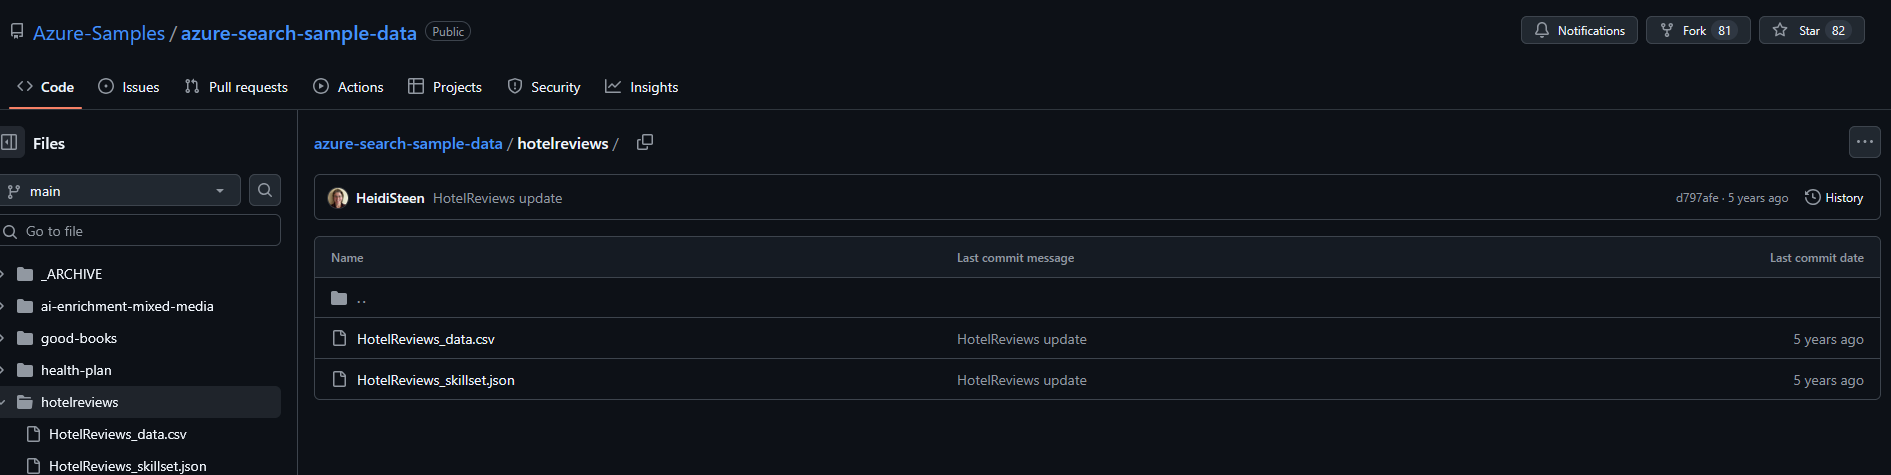 Azure-Samples / azure-search-sample-data Public
Notifications Fork 81 Star 82
Code Issues Pull requests Actions Projects Security Insights
Files
main
Go to file
_ARCHIVE
ai-enrichment-mixed-media
good-books
health-plan
hotelreviews
HotelReviews_data.csv
HotelReviews_skillset.json
azure-search-sample-data / hotelreviews /
HeidiSteen HotelReviews update d797afe · 5 years ago History
Name Last commit message Last commit date
..
HotelReviews_data.csv HotelReviews update 5 years ago
HotelReviews_skillset.json HotelReviews update 5 years ago